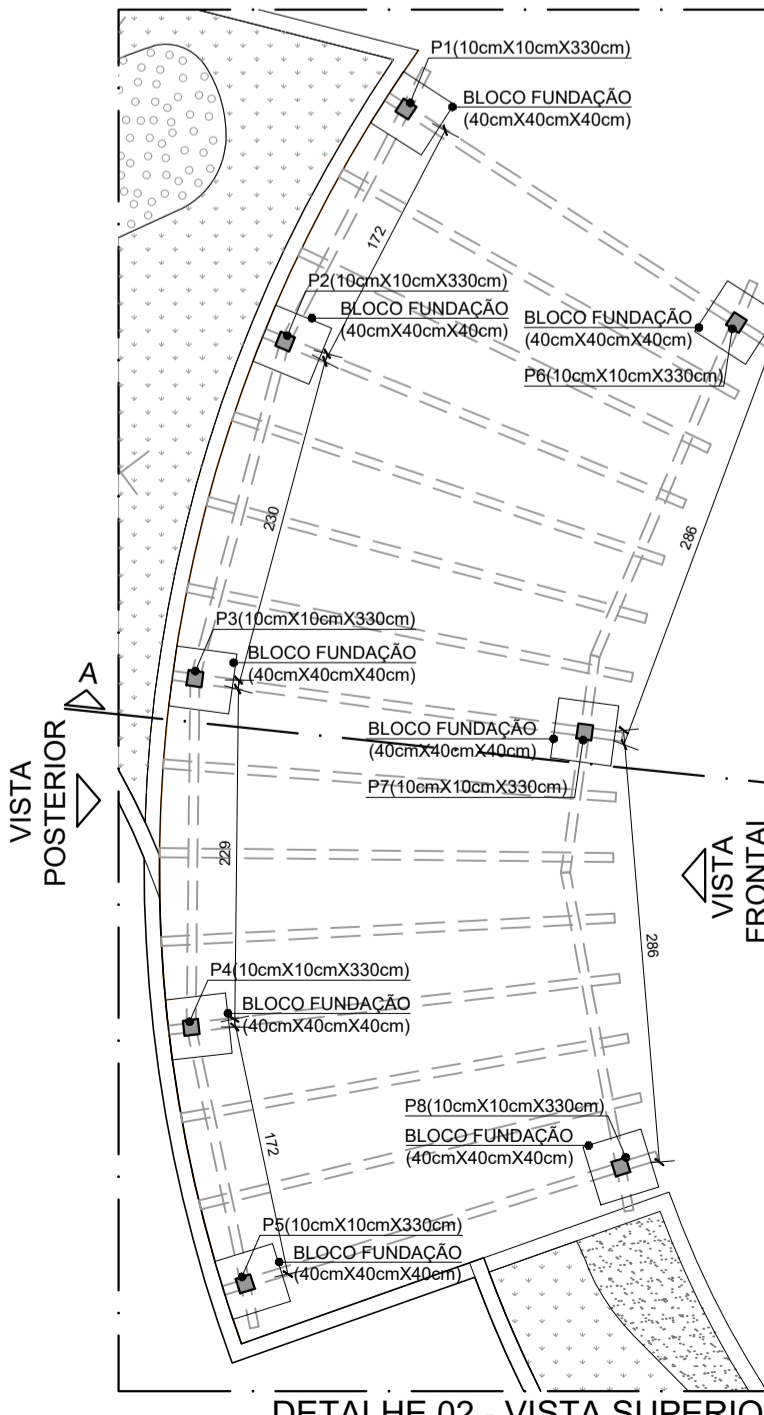 P1(10cmX10cmX330cm)
BLOCO FUNDAÇÃO
(40cmX40cmX40cm)
172
P2(10cmX10cmX330cm)
BLOCO FUNDAÇÃO
(40cmX40cmX40cm)
BLOCO FUNDAÇÃO
(40cmX40cmX40cm)
P6(10cmX10cmX330cm)
230
286
P3(10cmX10cmX330cm)
BLOCO FUNDAÇÃO
(40cmX40cmX40cm)
A
BLOCO FUNDAÇÃO
(40cmX40cmX40cm)
P7(10cmX10cmX330cm)
VISTA
POSTERIOR
229
VISTA
FRONTAL
286
P4(10cmX10cmX330cm)
BLOCO FUNDAÇÃO
(40cmX40cmX40cm)
P8(10cmX10cmX330cm)
BLOCO FUNDAÇÃO
(40cmX40cmX40cm)
172
P5(10cmX10cmX330cm)
BLOCO FUNDAÇÃO
(40cmX40cmX40cm)
DETALHE 02 - VISTA SUPERIO